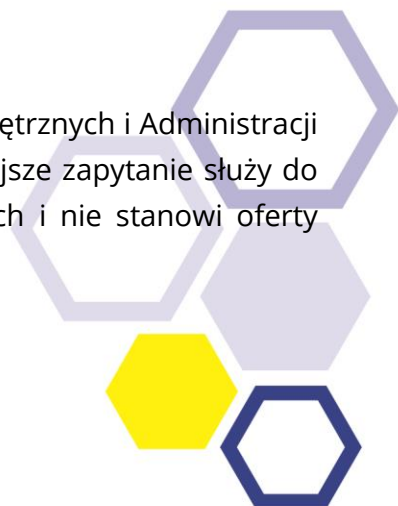 ętrznych i Administracji
jsze zapytanie służy do
ch i nie stanowi oferty